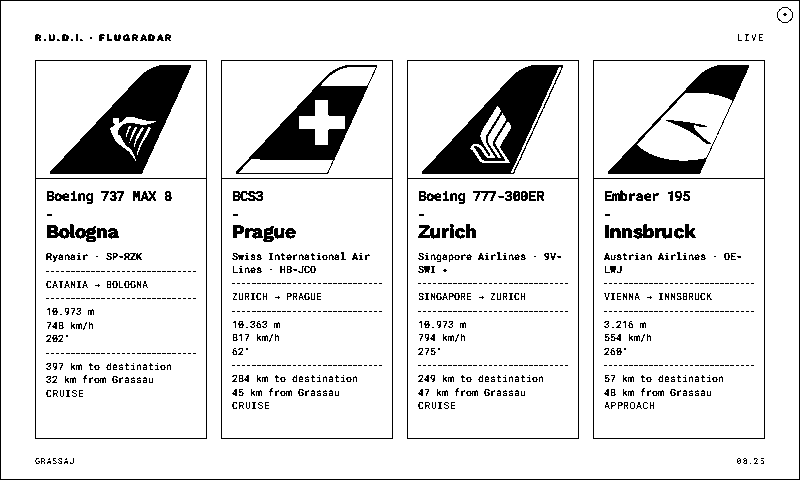 R.U.D.I. · FLUGRADAR
LIVE
Boeing 737 MAX 8
-
Bologna
Ryanair · SP-RZK
CATANIA → BOLOGNA
10.973 m
748 km/h
202°
397 km to destination
32 km from Grassau
CRUISE
BCS3
-
Prague
Swiss International Air
Lines · HB-JCO
ZURICH → PRAGUE
10.363 m
817 km/h
62°
284 km to destination
45 km from Grassau
CRUISE
Boeing 777-300ER
-
Zurich
Singapore Airlines · 9V-
SWI ✦
SINGAPORE → ZURICH
10.973 m
794 km/h
275°
249 km to destination
47 km from Grassau
CRUISE
Embraer 195
-
Innsbruck
Austrian Airlines · OE-
LWJ
VIENNA → INNSBRUCK
3.216 m
554 km/h
260°
57 km to destination
48 km from Grassau
APPROACH
GRASSAU
08.25